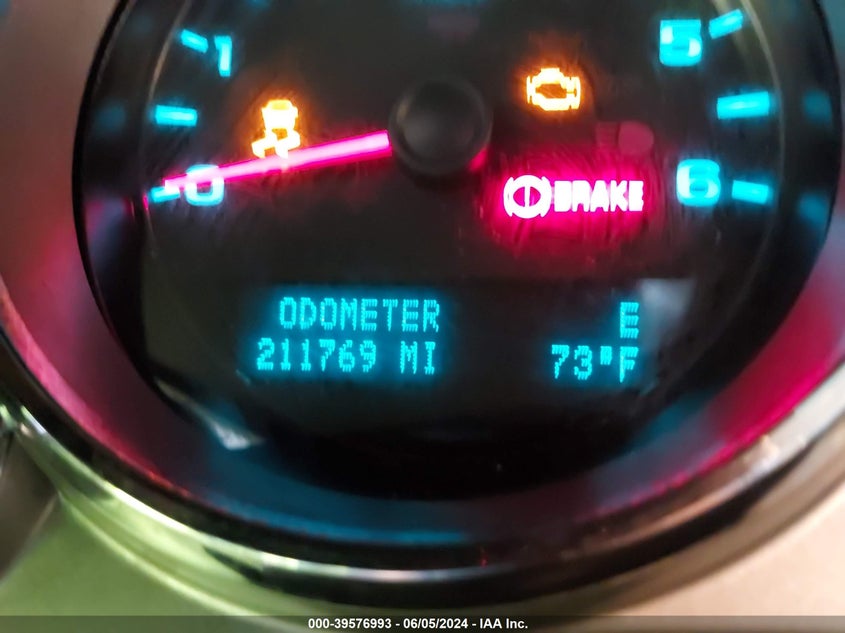 1
5
0
6
BRAKE
ODOMETER E
211769 MI 73°F
000-39576993 - 06/05/2024 - IAA Inc.